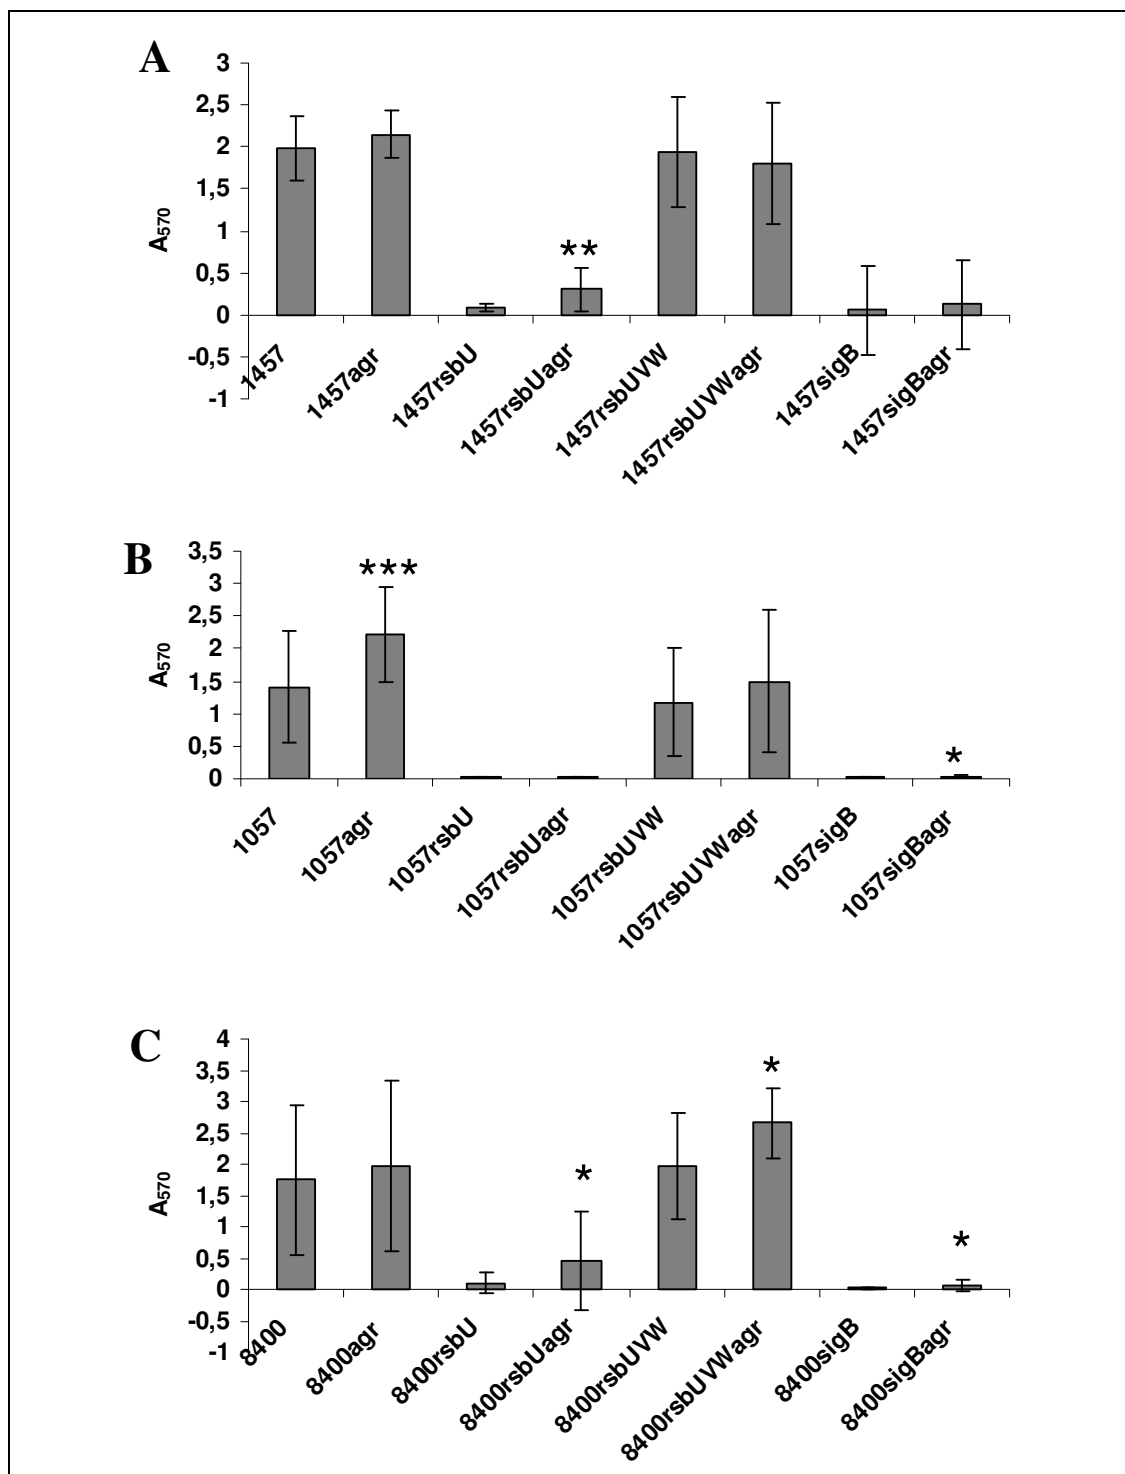 A
3
2,5
2
1,5
1
0,5
0
-0,5
-1
A570
**
1457
1457agr
1457rsbU
1457rsbUagr
1457rsbUVW
1457rsbUVWagr
1457sigB
1457sigBagr
B
3,5
3
2,5
2
1,5
1
0,5
0
A570
***
*
1057
1057agr
1057rsbU
1057rsbUagr
1057rsbUVW
1057rsbUVWagr
1057sigB
1057sigBagr
C
4
3,5
3
2,5
2
1,5
1
0,5
0
-0,5
-1
A570
*
*
*
8400
8400agr
8400rsbU
8400rsbUagr
8400rsbUVW
8400rsbUVWagr
8400sigB
8400sigBagr